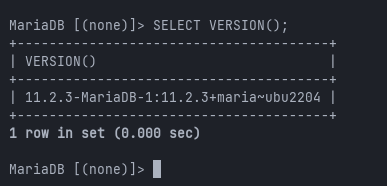 MariaDB [(none)]> SELECT VERSION();
+---------------------------------------+
| VERSION()                             |
+---------------------------------------+
| 11.2.3-MariaDB-1:11.2.3+maria~ubu2204 |
+---------------------------------------+
1 row in set (0.000 sec)
MariaDB [(none)]>